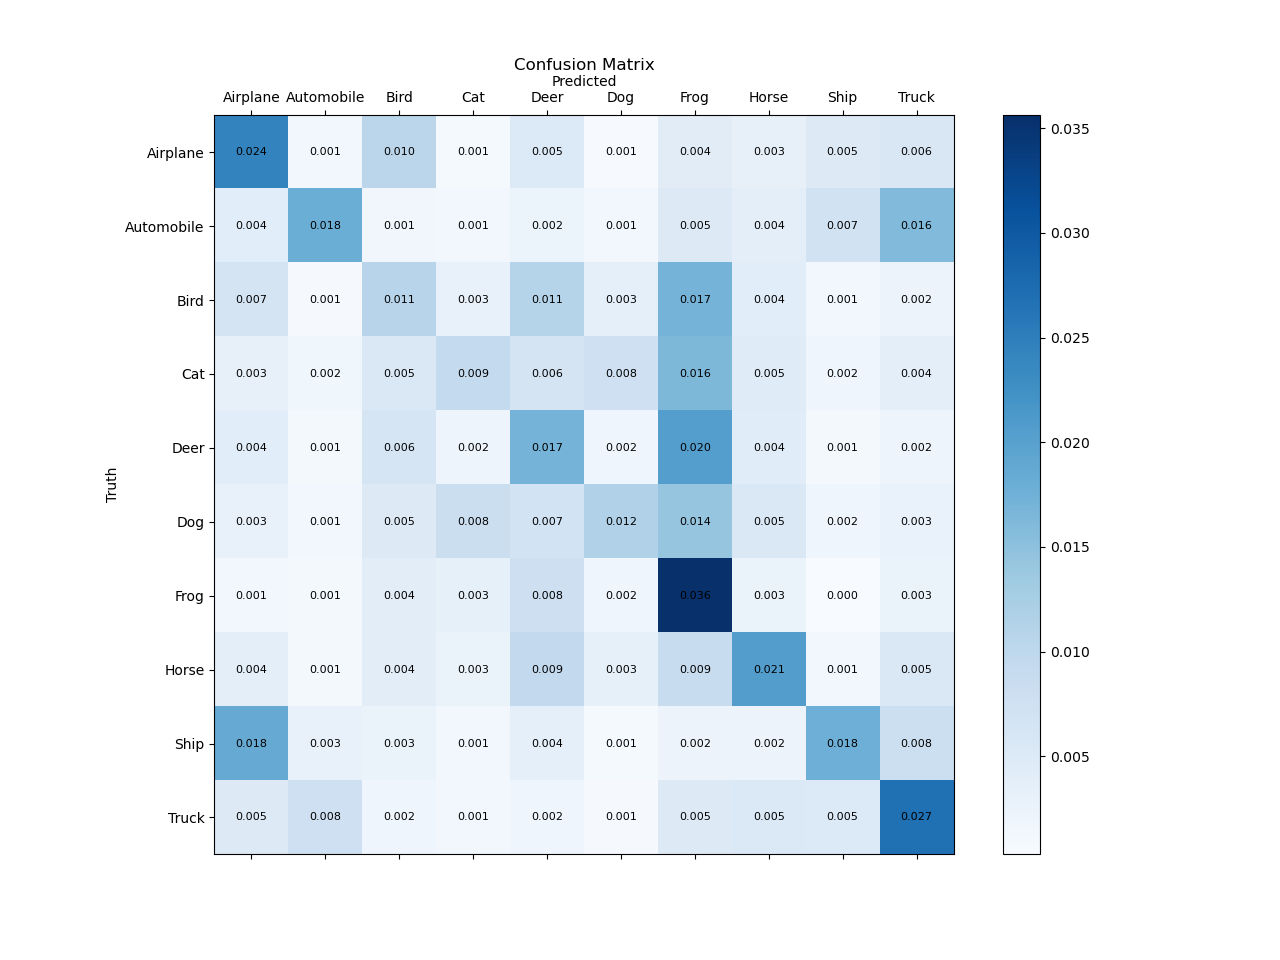 Confusion Matrix
Predicted
Airplane Automobile Bird Cat Deer Dog Frog Horse Ship Truck
Airplane 0.024 0.001 0.010 0.001 0.005 0.001 0.004 0.003 0.005 0.006
Automobile 0.004 0.018 0.001 0.001 0.002 0.001 0.005 0.004 0.007 0.016
Bird 0.007 0.001 0.011 0.003 0.011 0.003 0.017 0.004 0.001 0.002
Cat 0.003 0.002 0.005 0.009 0.006 0.008 0.016 0.005 0.002 0.004
Deer 0.004 0.001 0.006 0.002 0.017 0.002 0.020 0.004 0.001 0.002
Truth
Dog 0.003 0.001 0.005 0.008 0.007 0.012 0.014 0.005 0.002 0.003
Frog 0.001 0.001 0.004 0.003 0.008 0.002 0.036 0.003 0.000 0.003
Horse 0.004 0.001 0.004 0.003 0.009 0.003 0.009 0.021 0.001 0.005
Ship 0.018 0.003 0.003 0.001 0.004 0.001 0.002 0.002 0.018 0.008
Truck 0.005 0.008 0.002 0.001 0.002 0.001 0.005 0.005 0.005 0.027
0.035
0.030
0.025
0.020
0.015
0.010
0.005